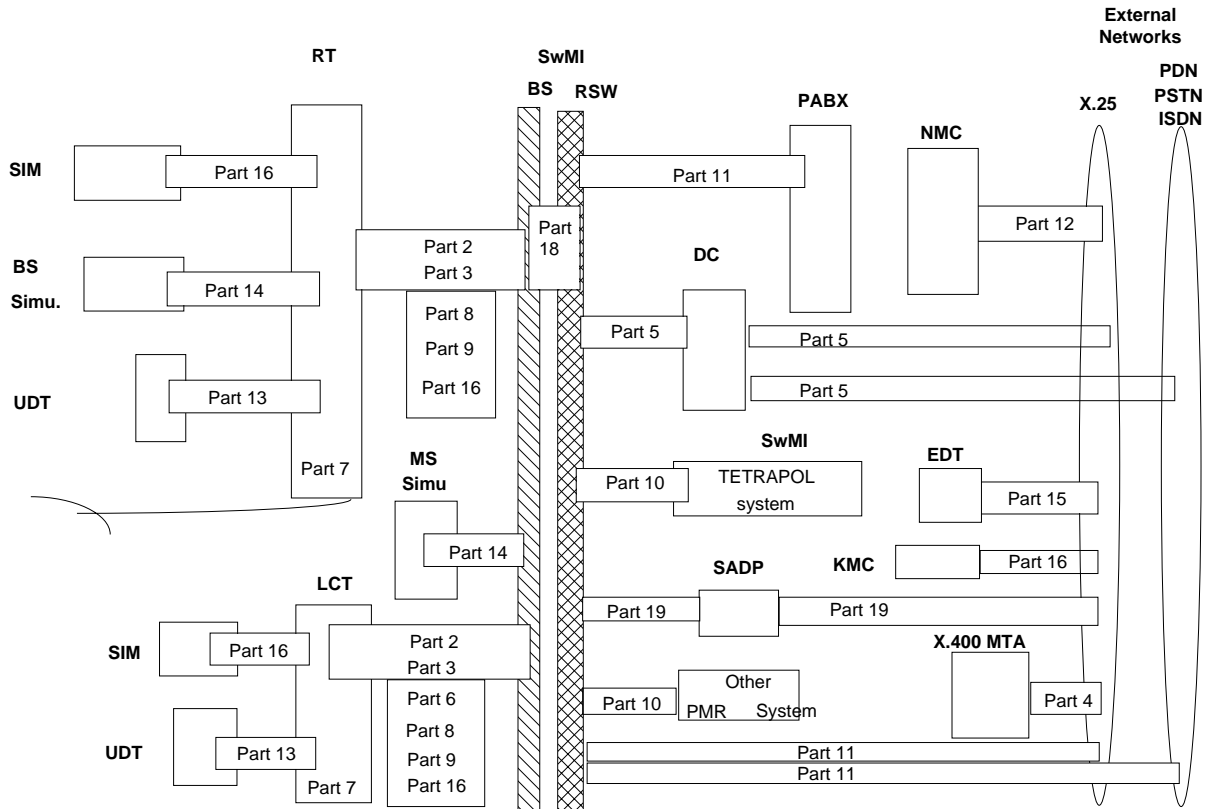 External
Networks
RT
SwMI
BS
RSW
PABX
X.25
PDN
PSTN
ISDN
NMC
SIM
Part 16
Part 11
Part 2
Part 3
Part
18
Part 12
DC
BS
Simu.
Part 14
Part 8
Part 9
Part 16
Part 5
Part 5
Part 5
UDT
Part 13
Part 7
MS
Simu
SwMI
EDT
Part 10
TETRAPOL
system
Part 15
Part 14
KMC
Part 16
SADP
LCT
Part 19
Part 19
SIM
Part 16
Part 2
Part 3
X.400 MTA
Part 6
Part 8
Part 9
Part 16
Part 10
Other
PMR System
Part 4
UDT
Part 13
Part 7
Part 11
Part 11